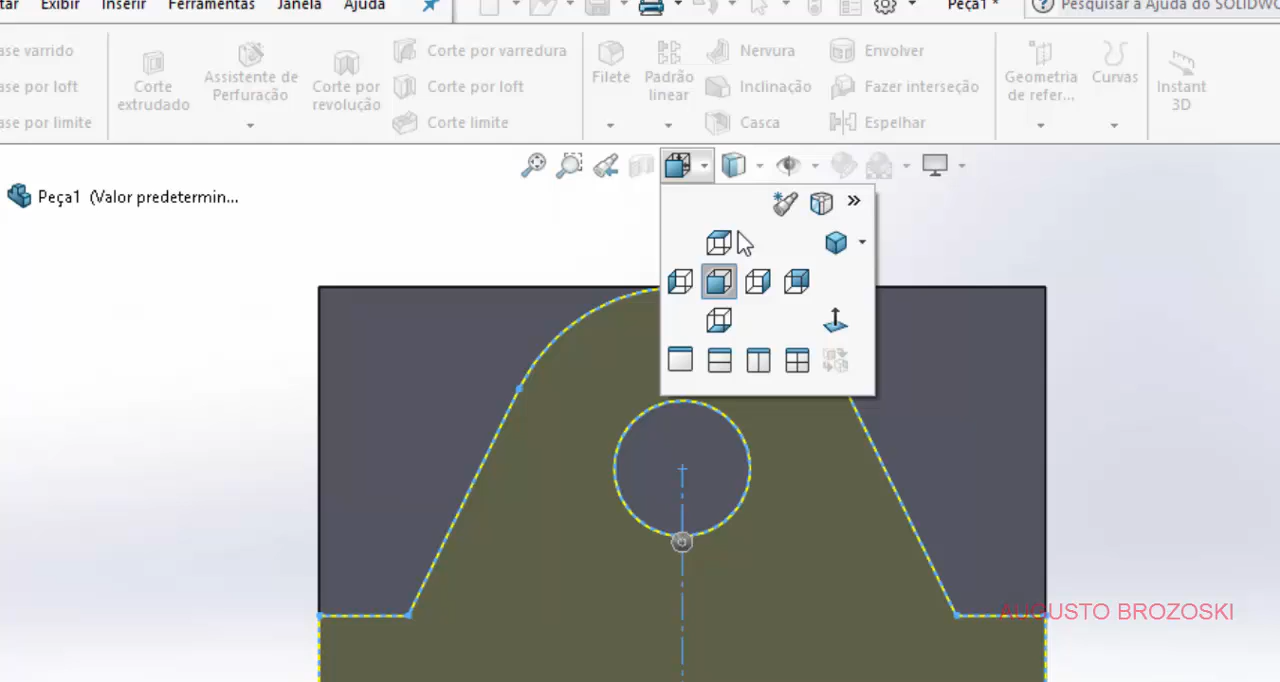 tar Exibir Inserir Ferramentas Janela Ajuda Peça1 * Pesquisar a Ajuda do SOLIDWO
ase varrido
ase por loft
ase por limite
Corte
extrudado
Assistente de
Perfuração
Corte por
revolução
Corte por varredura
Corte por loft
Corte limite
Filete
Padrão
linear
Nervura
Inclinação
Casca
Envolver
Fazer interseção
Espelhar
Geometria
de refer...
Curvas
Instant
3D
Peça1 (Valor predetermin...
AUGUSTO BROZOSKI